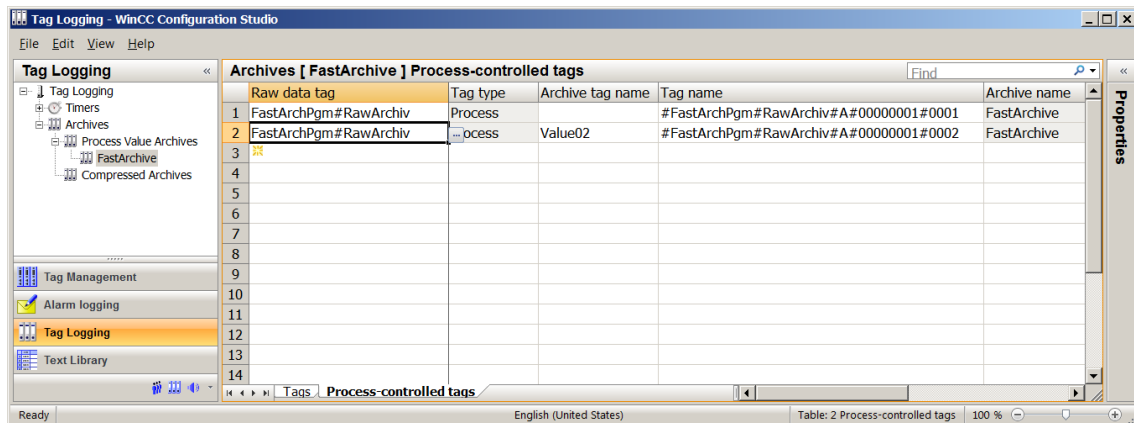 Tag Logging - WinCC Configuration Studio
File Edit View Help
Tag Logging «
Tag Logging
Timers
Archives
Process Value Archives
FastArchive
Compressed Archives
Tag Management
Alarm logging
Tag Logging
Text Library
Archives [ FastArchive ] Process-controlled tags Find «
Raw data tag Tag type Archive tag name Tag name Archive name
1 FastArchPgm#RawArchiv Process #FastArchPgm#RawArchiv#A#00000001#0001 FastArchive
2 FastArchPgm#RawArchiv ... ocess Value02 #FastArchPgm#RawArchiv#A#00000001#0002 FastArchive
3
4
5
6
7
8
9
10
11
12
13
14
Tags Process-controlled tags
Properties
Ready English (United States) Table: 2 Process-controlled tags 100 %